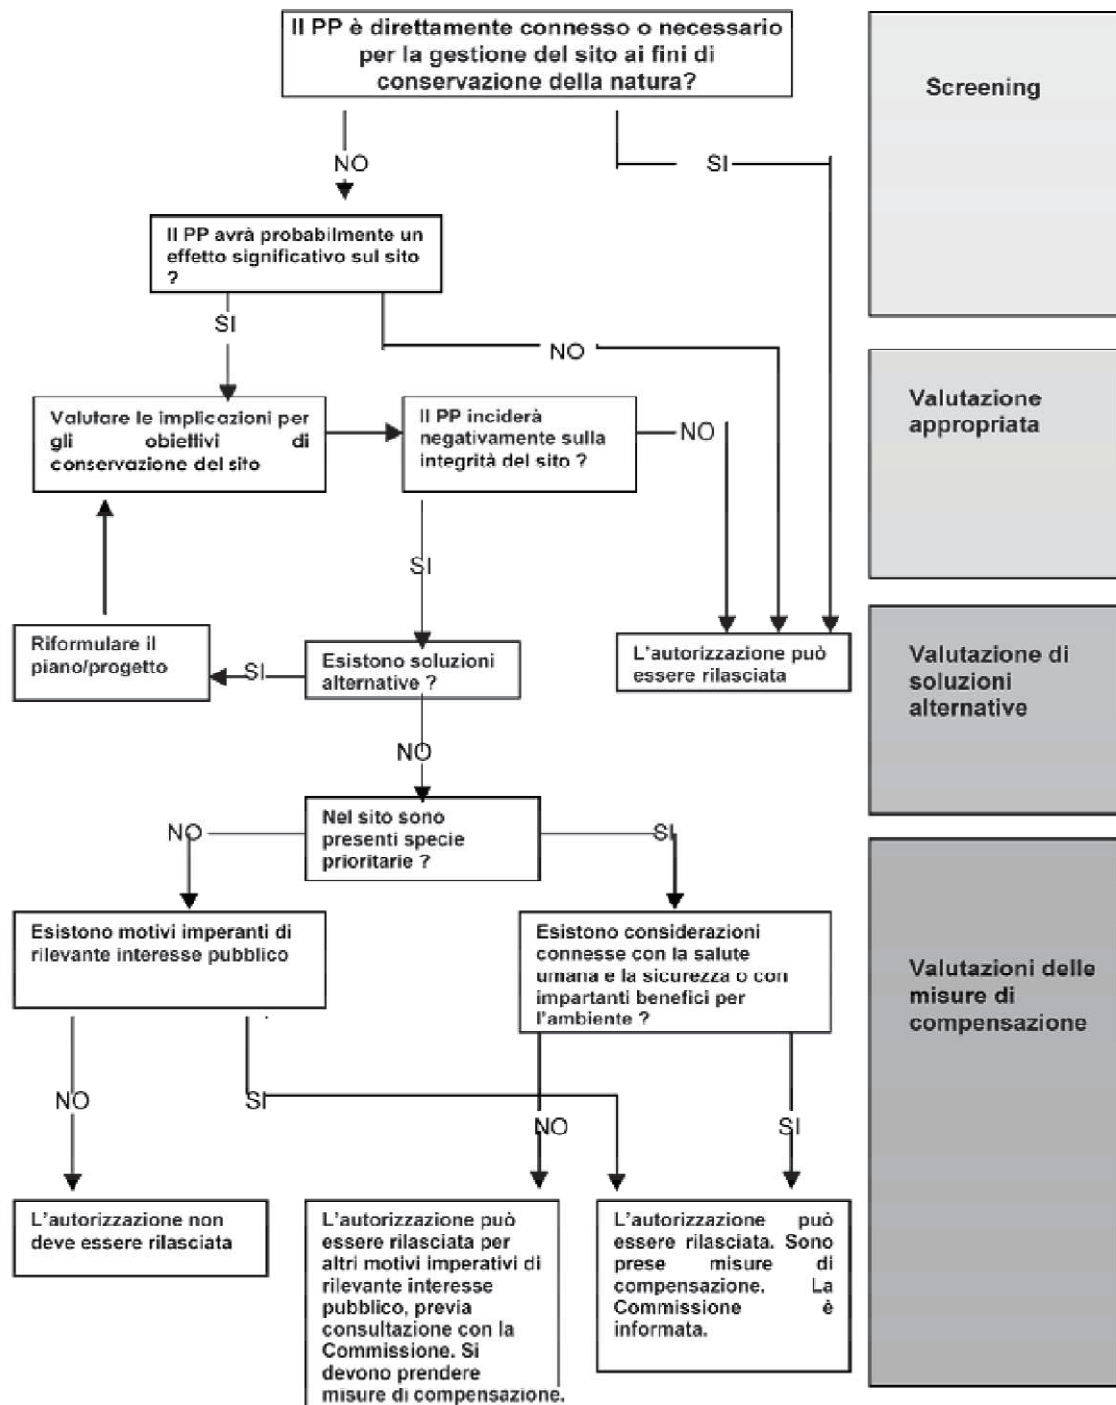 Il PP è direttamente connesso o necessario
per la gestione del sito ai fini di
conservazione della natura?
Screening
NO
SI
Il PP avrà probabilmente un
effetto significativo sul sito
?
SI
NO
Valutazione
appropriata
Valutare le implicazioni per
gli obiettivi di
conservazione del sito
Il PP inciderà
negativamente sulla
integrità del sito ?
NO
SI
Riformulare il
piano/progetto
SI
Esistono soluzioni
alternative ?
L'autorizzazione può
essere rilasciata
Valutazione di
soluzioni
alternative
NO
Nel sito sono
presenti specie
prioritarie ?
NO
SI
Esistono motivi imperanti di
rilevante interesse pubblico
Esistono considerazioni
connesse con la salute
umana e la sicurezza o con
impartanti benefici per
l'ambiente ?
Valutazioni delle
misure di
compensazione
NO
SI
NO
SI
L'autorizzazione non
deve essere rilasciata
L'autorizzazione può
essere rilasciata per
altri motivi imperativi di
rilevante interesse
pubblico, previa
consultazione con la
Commissione. Si
devono prendere
misure di compensazione.
L'autorizzazione può
essere rilasciata. Sono
prese misure di
compensazione. La
Commissione è
informata.